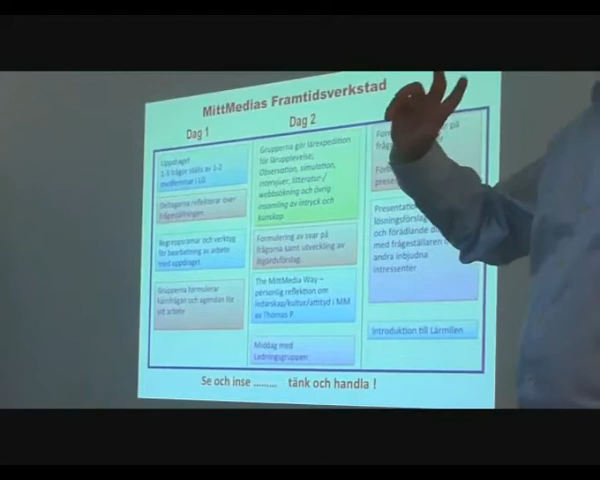 MittMedias Framtidsverkstad
Dag 1
Dag 2
Uppdraget
1-3 frågor ställs av 1-2
medlemmar i LG
Deltagarna reflekterar över
frågeställningen
Begreppsramar och verktyg
för bearbetning av arbete
med uppdraget
Grupperna formulerar
kärnfrågan och agendan för
sitt arbete
Grupperna gör lärexpedition
för lärupplevelse;
Observation, simulation,
intervjuer, litteratur-/
webbsökning och övrig
insamling av intryck och
kunskap.
Formulering av svar på
frågorna samt utveckling av
åtgärdsförslag.
The MittMedia Way –
personlig reflektion om
ledarskap/kultur/attityd i MM
av Thomas P
Middag med
Ledningsgruppen
på
lösningsförslag
och förädlande
med frågeställaren
andra inbjudna
intressenter.
Introduktion till Lärmilen
Se och inse ......... tänk och handla !